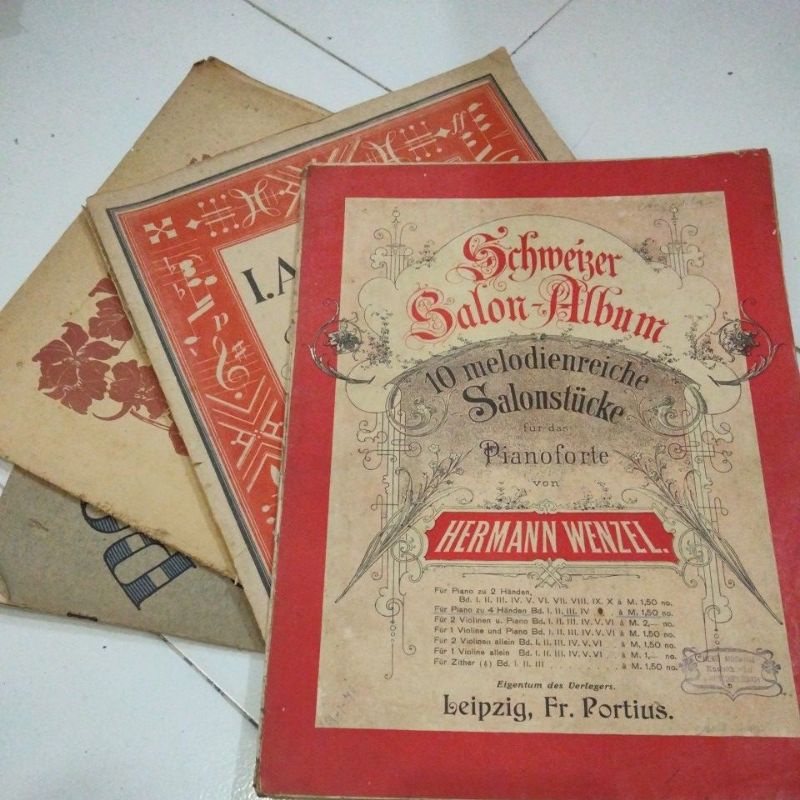 Schweizer
Salon-Album
10 melodienreiche
Salonstücke
für das
Pianoforte
von
HERMANN WENZEL.
Für Piano zu 2 Händen,
Bd. I. II. III. IV. V. VI. VII. VIII. IX. X à M. 1,50 no.
Für Piano zu 4 Händen Bd. I. II. III. IV . à M. 1,50 no.
Für 2 Violinen u. Piano Bd. I. II. III. IV. V. VI à M. 2,— no.
Für 1 Violine und Piano Bd. I. II. III. IV. V. VI à M. 1.50 no.
Für 2 Violinen allein Bd. I. II. III. IV. V. VI . . à M. 1,50 no.
Für 1 Violine allein Bd. I. II. III. IV. V. VI . . à M. 1,— no.
Für Zither Bd. I. II. III . . . . à M. 1,50 no.
Eigentum des Verlegers.
Leipzig, Fr. Portius.
I.A